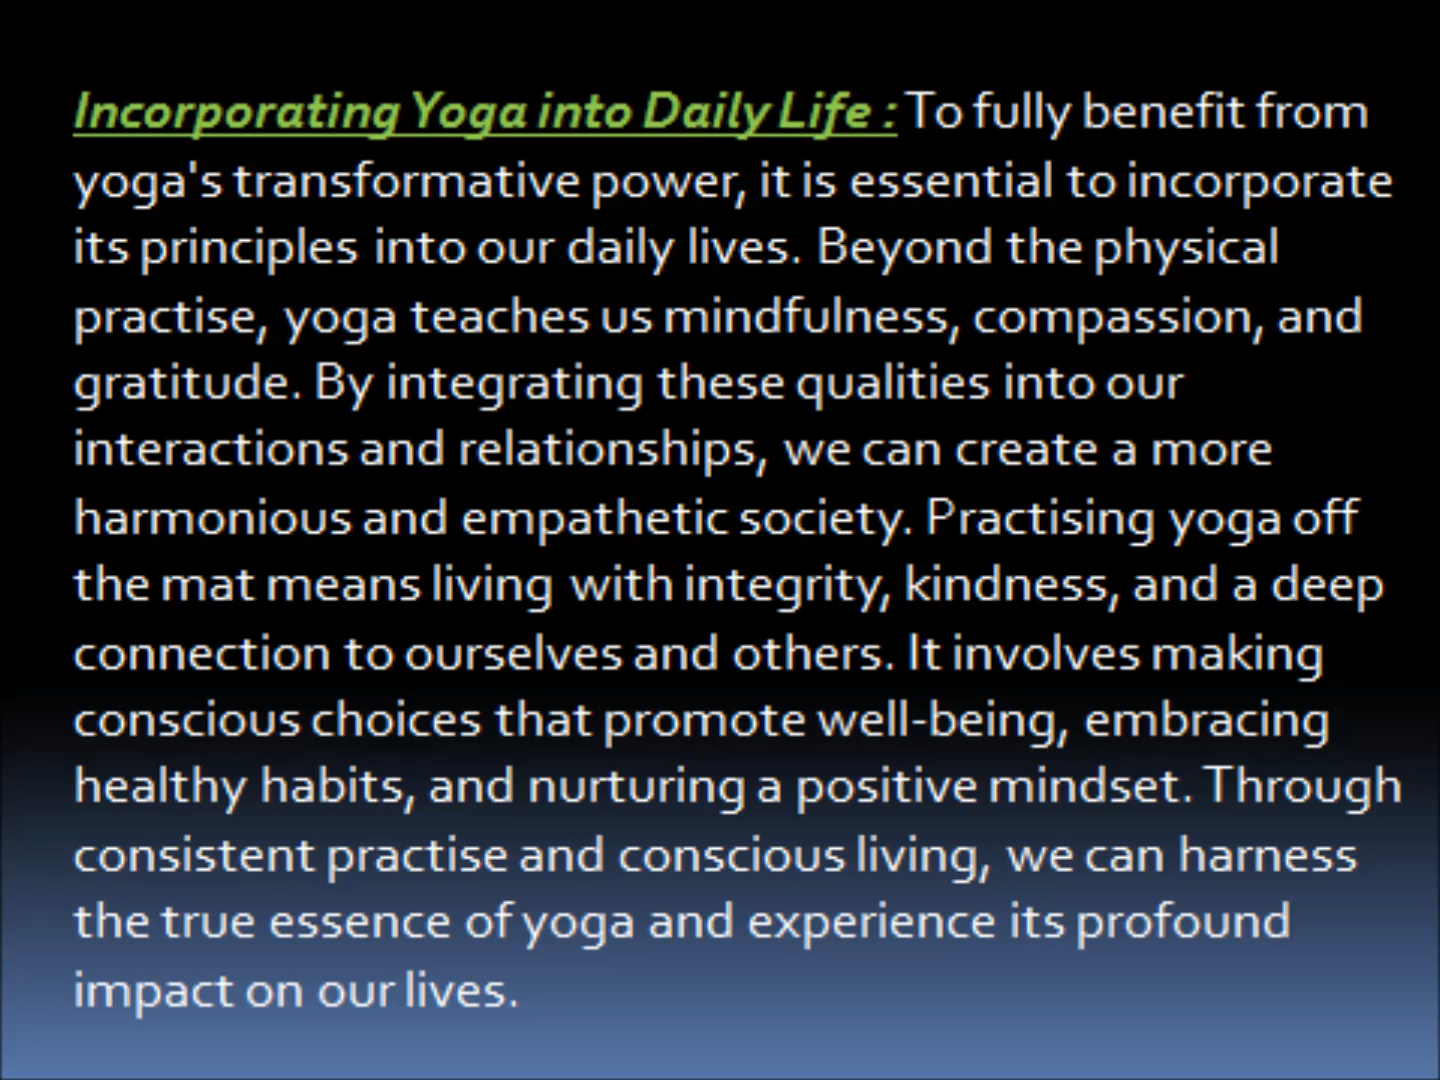 Incorporating Yoga into Daily Life : To fully benefit from
yoga's transformative power, it is essential to incorporate
its principles into our daily lives. Beyond the physical
practise, yoga teaches us mindfulness, compassion, and
gratitude. By integrating these qualities into our
interactions and relationships, we can create a more
harmonious and empathetic society. Practising yoga off
the mat means living with integrity, kindness, and a deep
connection to ourselves and others. It involves making
conscious choices that promote well-being, embracing
healthy habits, and nurturing a positive mindset. Through
consistent practise and conscious living, we can harness
the true essence of yoga and experience its profound
impact on our lives.